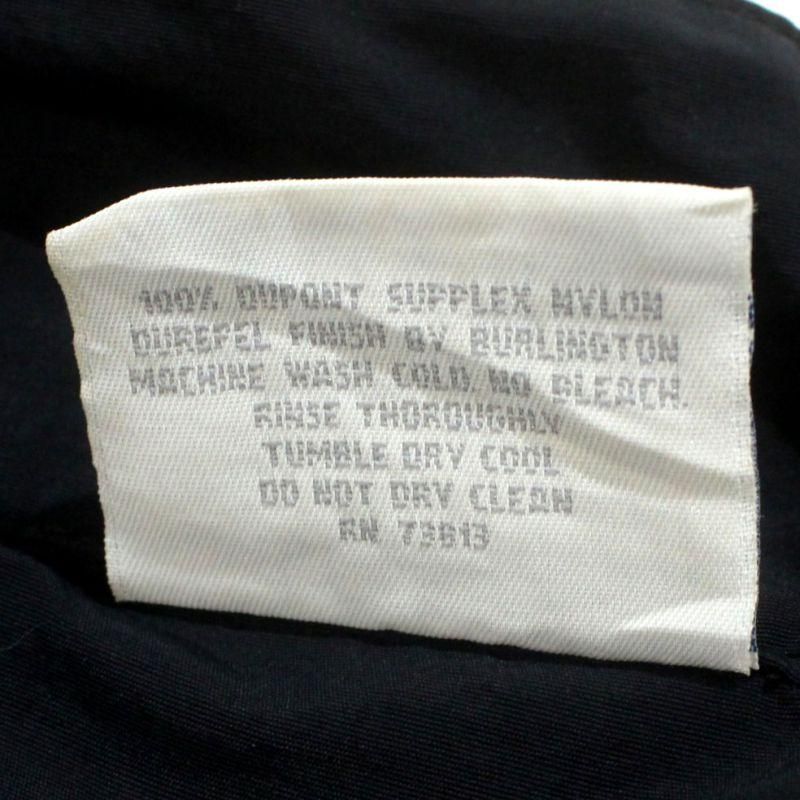 100% DUPONT SUPPLEX NYLON
DUREPEL FINISH BY BURLINGTON
MACHINE WASH COLD. NO BLEACH.
RINSE THOROUGHLY
TUMBLE DRY COOL
DO NOT DRY CLEAN
RN 73813